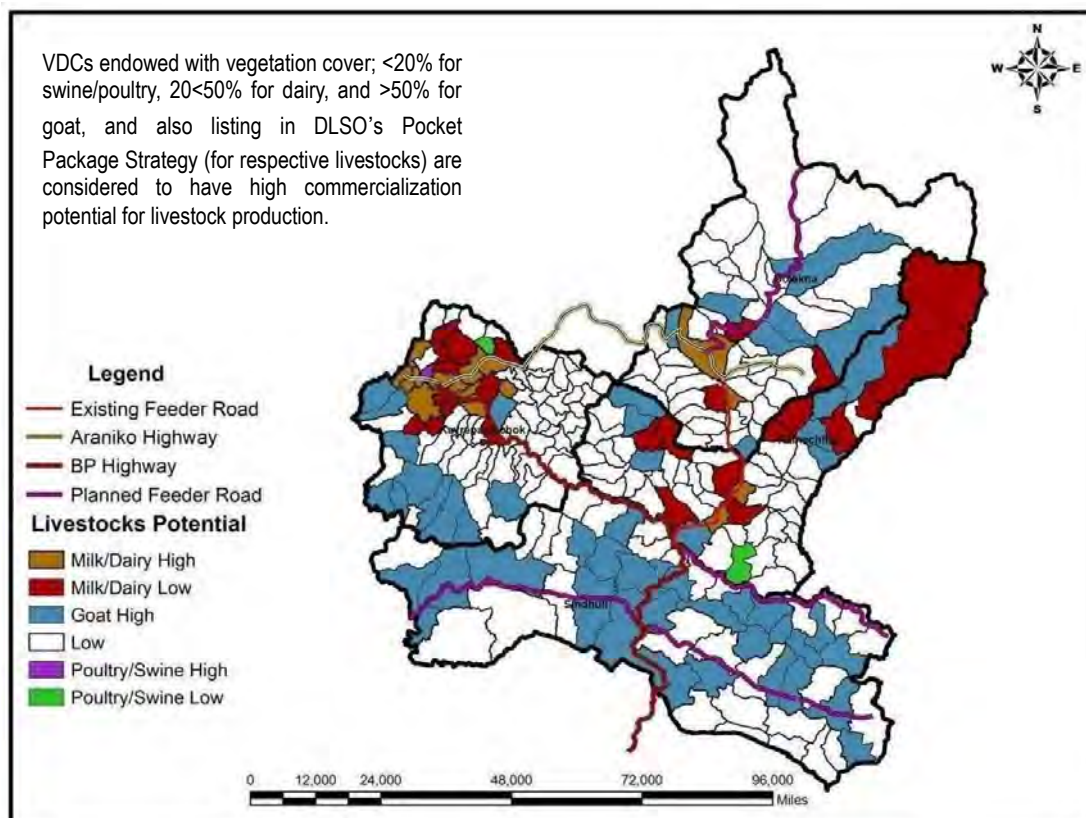 VDCs endowed with vegetation cover; <20% for
swine/poultry, 20<50% for dairy, and >50% for
goat, and also listing in DLSO's Pocket
Package Strategy (for respective livestocks) are
considered to have high commercialization
potential for livestock production.
N
W E
S
Legend
Existing Feeder Road
Araniko Highway
BP Highway
Planned Feeder Road
Livestocks Potential
Milk/Dairy High
Milk/Dairy Low
Goat High
Low
Poultry/Swine High
Poultry/Swine Low
Sindhuli
0 12,000 24,000 48,000 72,000 96,000
Miles